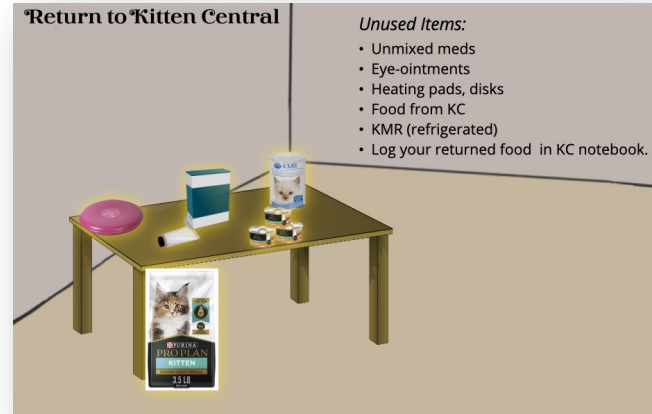 Return to Kitten Central
Unused Items:
• Unmixed meds
• Eye-ointments
• Heating pads, disks
• Food from KC
• KMR (refrigerated)
• Log your returned food in KC notebook.
KMR
PURINA
PRO PLAN
KITTEN
3.5 LB